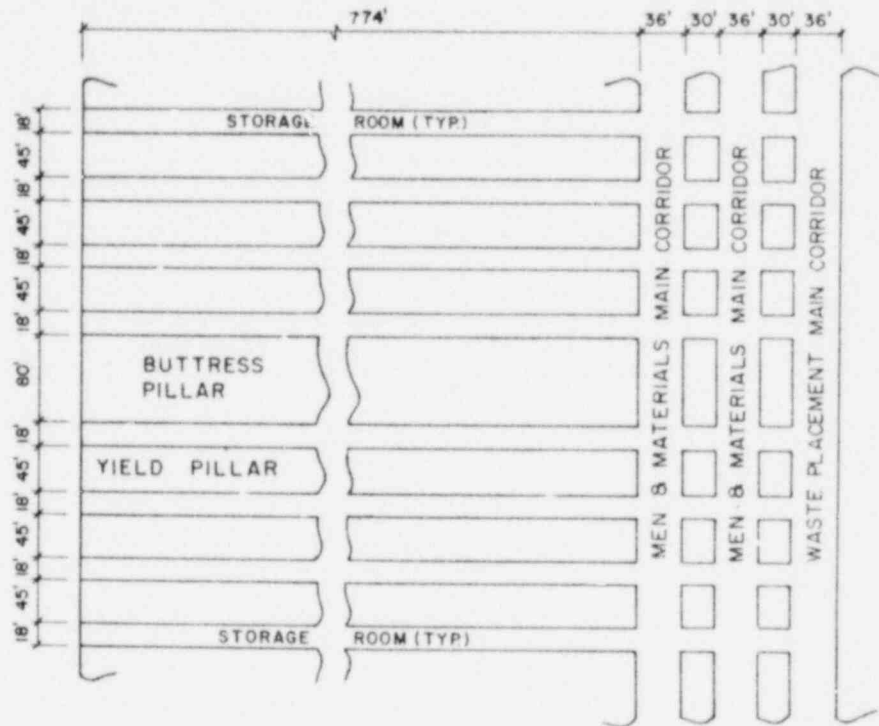 774' 36' 30' 36' 30' 36'
STORAGE ROOM (TYP.)
18'
45'
18'
45'
18'
45'
18'
80'
18'
45'
18'
45'
18'
45'
18'
BUTTRESS
PILLAR
YIELD PILLAR
STORAGE ROOM (TYP.)
MEN & MATERIALS MAIN CORRIDOR
MEN & MATERIALS MAIN CORRIDOR
WASTE PLACEMENT MAIN CORRIDOR